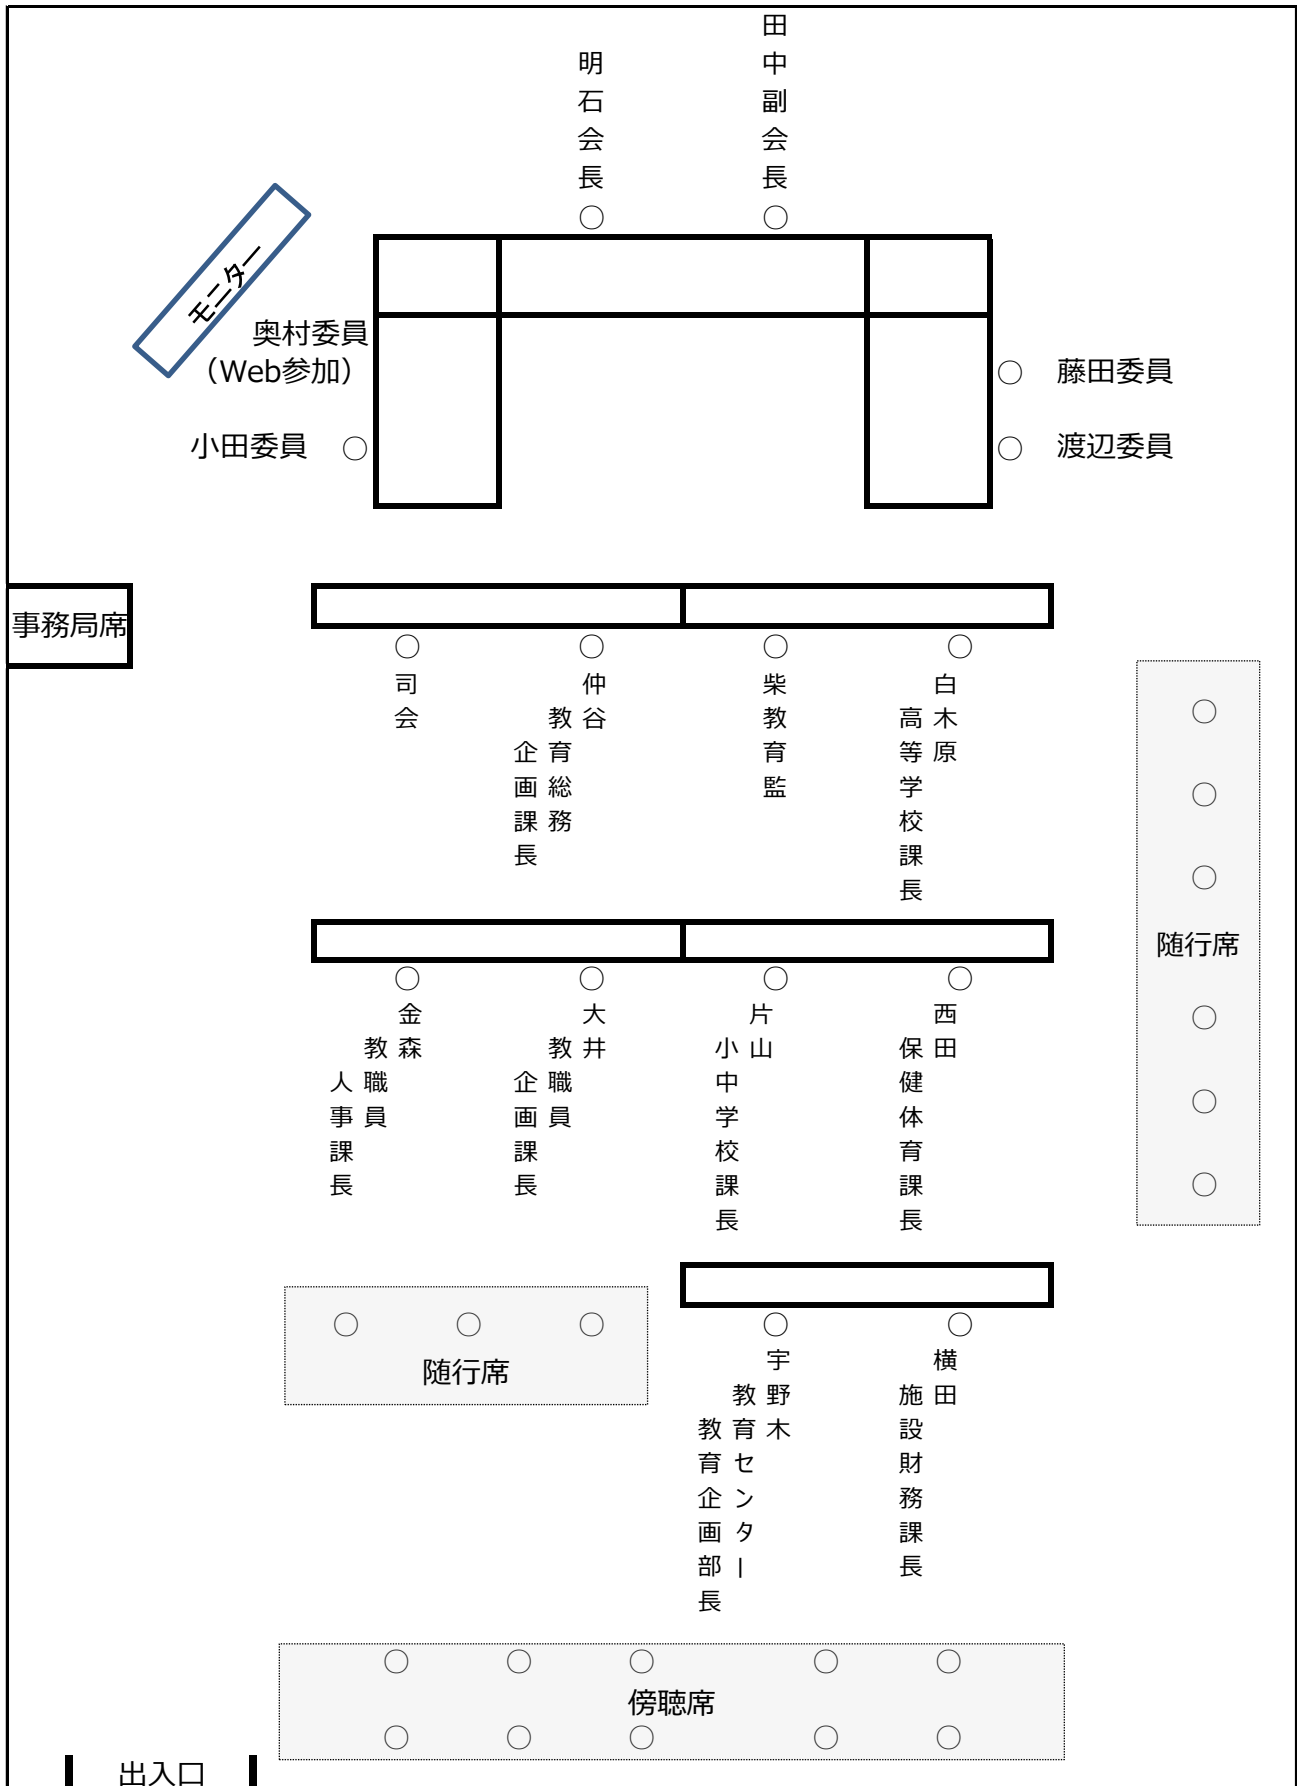 明石会長
田中副会長
モニター
奥村委員
（Web参加）
小田委員
藤田委員
渡辺委員
事務局席
司会
仲谷
教育総務
企画課長
柴教育監
白木原
高等学校課長
随行席
金森
教職員
人事課長
大井
教職員
企画課長
片山
小中学校課長
西田
保健体育課長
随行席
宇野木
教育センター
教育企画部長
横田
施設財務課長
傍聴席
出入口